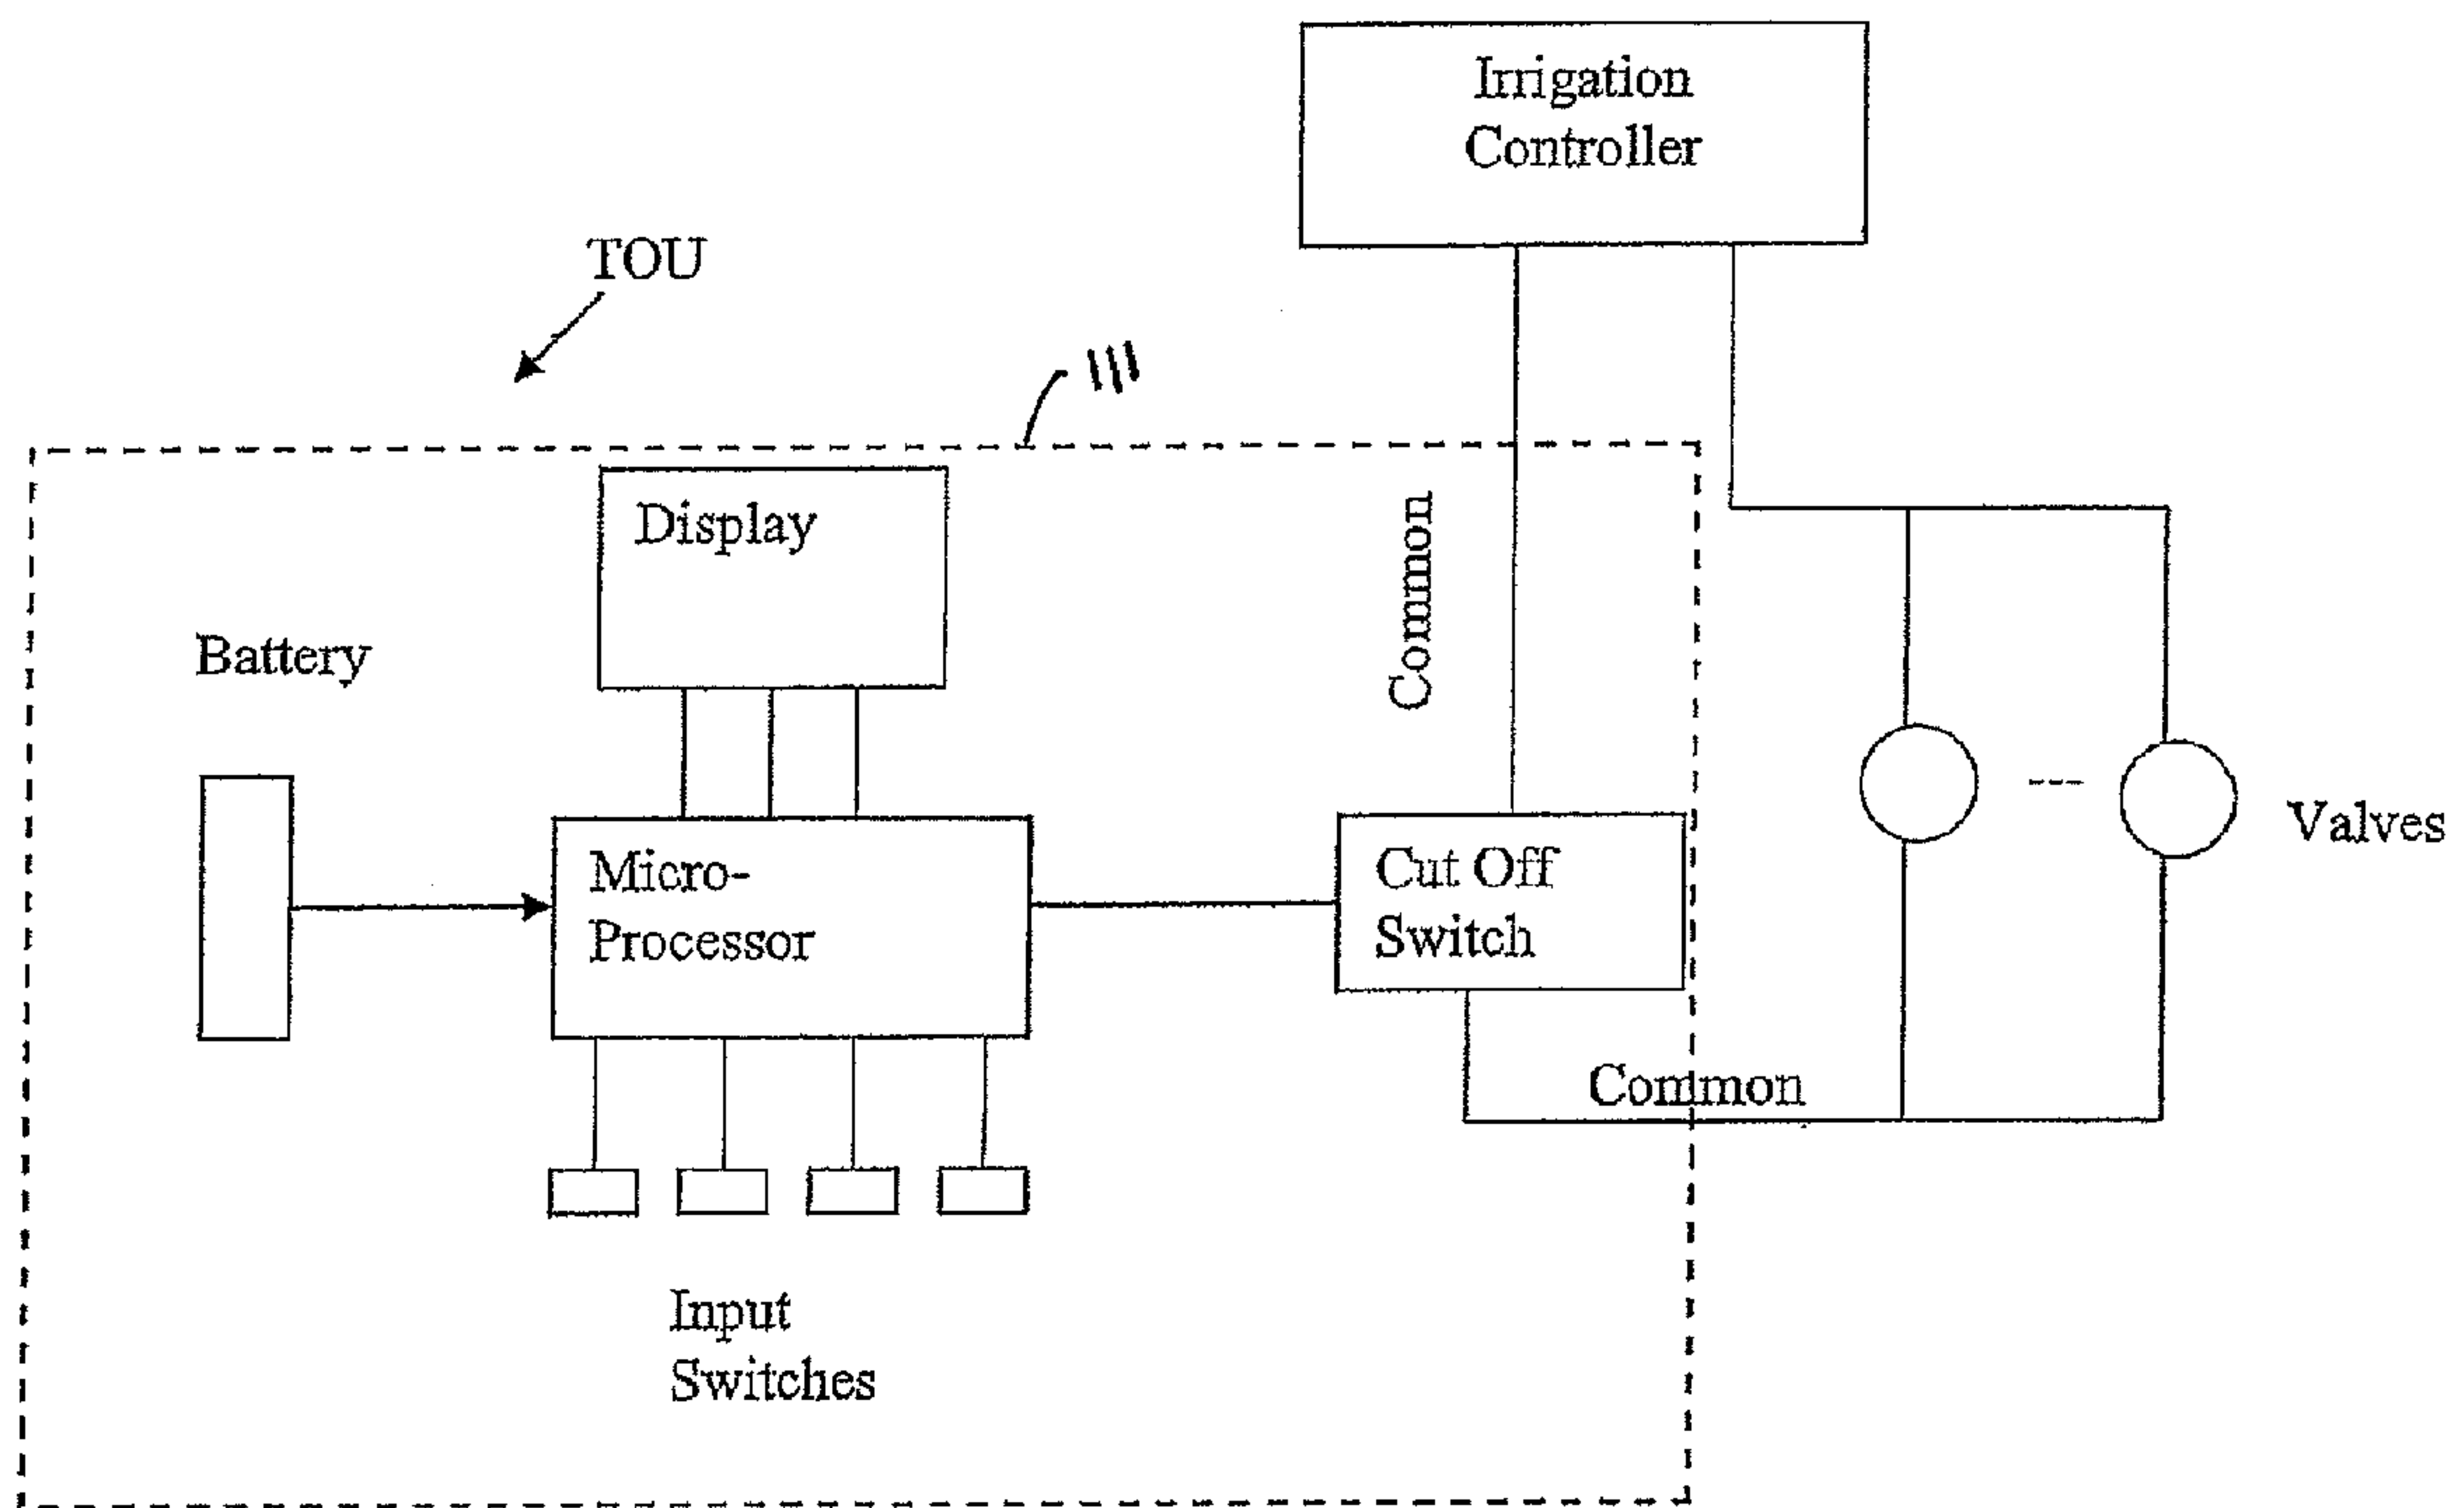 Irrigation
Controller
TOU
111
Display
Common
Battery
Micro-
Processor
Cut Off
Switch
Valves
Common
Input
Switches